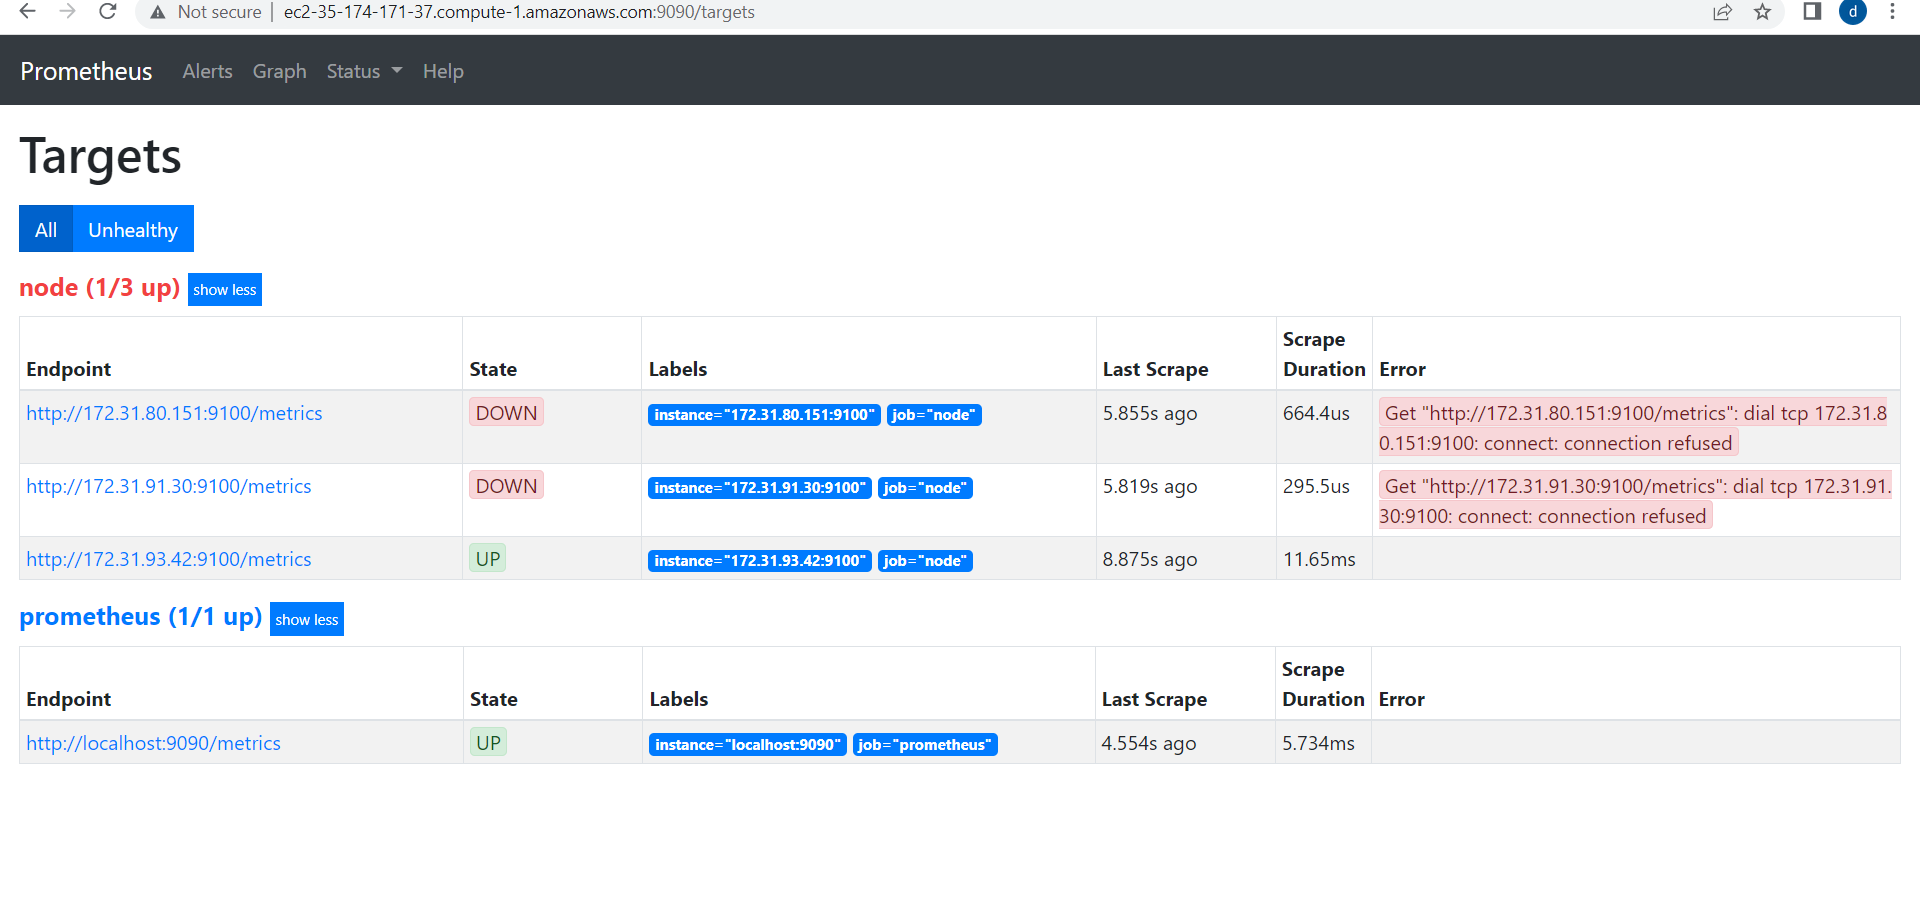 Not secure | ec2-35-174-171-37.compute-1.amazonaws.com:9090/targets d
Prometheus Alerts Graph Status Help
Targets
All Unhealthy
node (1/3 up) show less
Scrape
Endpoint State Labels Last Scrape Duration Error
http://172.31.80.151:9100/metrics DOWN instance="172.31.80.151:9100" job="node" 5.855s ago 664.4us Get "http://172.31.80.151:9100/metrics": dial tcp 172.31.8
0.151:9100: connect: connection refused
http://172.31.91.30:9100/metrics DOWN instance="172.31.91.30:9100" job="node" 5.819s ago 295.5us Get "http://172.31.91.30:9100/metrics": dial tcp 172.31.91.
30:9100: connect: connection refused
http://172.31.93.42:9100/metrics UP instance="172.31.93.42:9100" job="node" 8.875s ago 11.65ms
prometheus (1/1 up) show less
Scrape
Endpoint State Labels Last Scrape Duration Error
http://localhost:9090/metrics UP instance="localhost:9090" job="prometheus" 4.554s ago 5.734ms